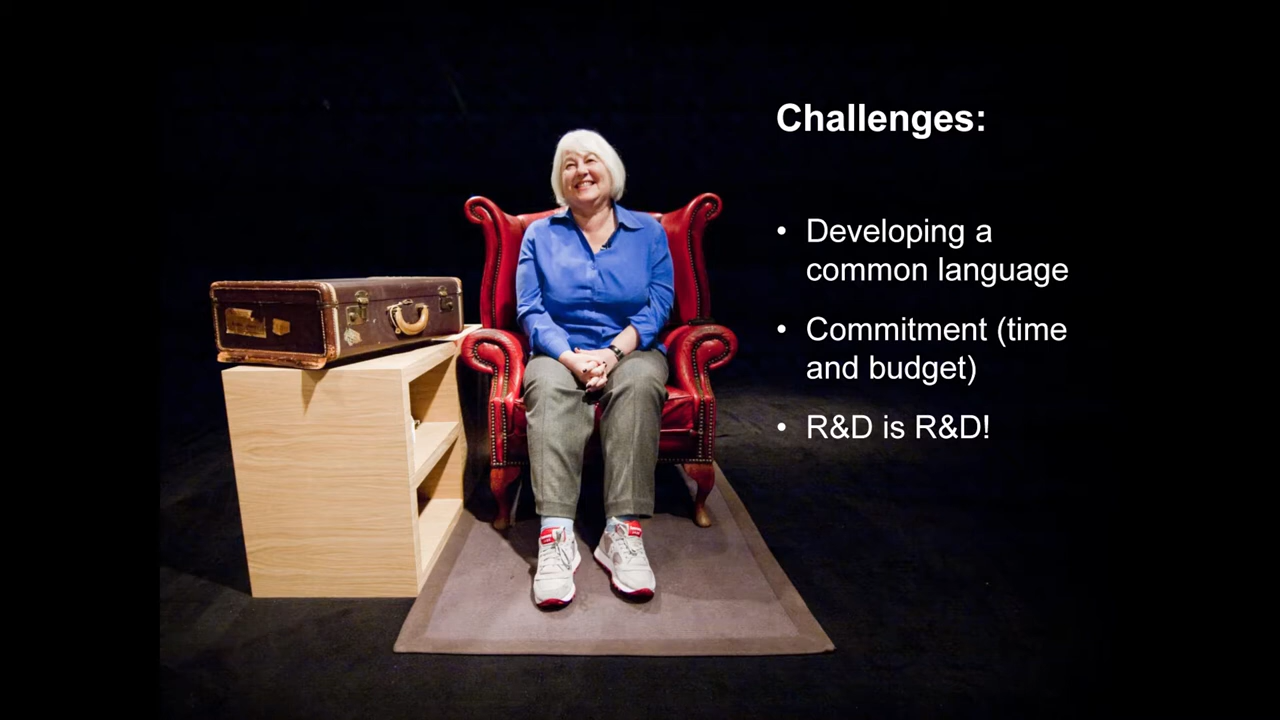 Challenges:
• Developing a
common language
• Commitment (time
and budget)
• R&D is R&D!